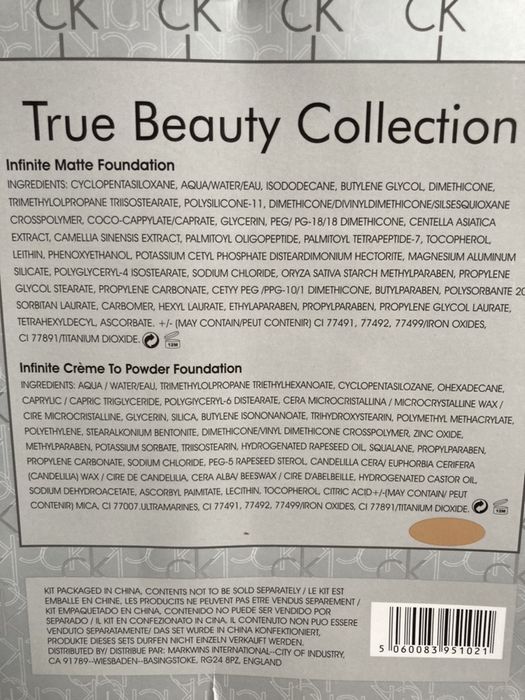 CK CK CK CK
True Beauty Collection
Infinite Matte Foundation
INGREDIENTS: CYCLOPENTASILOXANE, AQUA/WATER/EAU, ISODODECANE, BUTYLENE GLYCOL, DIMETHICONE,
TRIMETHYLOLPROPANE TRIISOSTEARATE, POLYSILICONE-11, DIMETHICONE/DIVINYLDIMETHICONE/SILSESQUIOXANE
CROSSPOLYMER, COCO-CAPPYLATE/CAPRATE, GLYCERIN, PEG/ PG-18/18 DIMETHICONE, CENTELLA ASIATICA
EXTRACT, CAMELLIA SINENSIS EXTRACT, PALMITOYL OLIGOPEPTIDE, PALMITOYL TETRAPEPTIDE-7, TOCOPHEROL,
LEITHIN, PHENOXYETHANOL, POTASSIUM CETYL PHOSPHATE DISTEARDIMONIUM HECTORITE, MAGNESIUM ALUMINUM
SILICATE, POLYGLYCERYL-4 ISOSTEARATE, SODIUM CHLORIDE, ORYZA SATIVA STARCH METHYLPARABEN, PROPYLENE
GLYCOL STEARATE, PROPYLENE CARBONATE, CETYY PEG /PPG-10/1 DIMETHICONE, BUTYLPARABEN, POLYSORBANTE 20
SORBITAN LAURATE, CARBOMER, HEXYL LAURATE, ETHYLAPARABEN, PROPYLPARABEN, PROPYLENE GLYCOL LAURATE,
TETRAHEXYLDECYL, ASCORBATE. +/- (MAY CONTAIN/PEUT CONTENIR) CI 77491, 77492, 77499/IRON OXIDES,
CI 77891/TITANIUM DIOXIDE. 12M
Infinite Crème To Powder Foundation
INGREDIENTS: AQUA / WATER/EAU, TRIMETHYLOLPROPANE TRIETHYLHEXANOATE, CYCLOPENTASILOZANE, OHEXADECANE,
CAPRYLIC / CAPRIC TRIGLYCERIDE, POLYGLYCERYL-6 DISTEARATE, CERA MICROCRISTALLINA / MICROCRYSTALLINE WAX /
CIRE MICROCRISTALLINE, GLYCERIN, SILICA, BUTYLENE ISONONANOATE, TRIHYDROXYSTEARIN, POLYMETHYL METHACRYLATE,
POLYETHYLENE, STEARALKONIUM BENTONITE, DIMETHICONE/VINYL DIMETHICONE CROSSPOLYMER, ZINC OXIDE,
METHYLPARABEN, POTASSIUM SORBATE, TRIISOSTEARIN, HYDROGENATED RAPESEED OIL, SQUALANE, PROPYLPARABEN,
PROPYLENE CARBONATE, SODIUM CHLORIDE, PEG-5 RAPESEED STEROL, CANDELILLA CERA/ EUPHORBIA CERIFERA
(CANDELILIA) WAX / CIRE DE CANDELILIA, CERA ALBA/ BEESWAX / CIRE D'ABELBEILLE, HYDROGENATED CASTOR OIL,
SODIUM DEHYDROACETATE, ASCORBYL PAIMITATE, LECITHIN, TOCOPHEROL, CITRIC ACID+/-(MAY CONTAIN/ PEUT
CONTENIR) MICA, CI 77007.ULTRAMARINES, CI 77491, 77492, 77499/IRON OXIDES, CI 77891/TITANIUM DIOXIDE. 12M
KIT PACKAGED IN CHINA, CONTENTS NOT TO BE SOLD SEPARATELY / LE KIT EST
EMBALLE EN CHINE, LES PRODUCITS NE PEUVENT PAS ETRE VENDUS SEPAREMENT /
KIT EMPAQUETADO EN CHINA, CONTENIDO NO PUEDE SER VENDIDO POR
SEPARADO / IL KIT EN CONFEZIONATO IN CINA. IL CONTENUTO NON PUO ESSERE
VENDUTO SEPARATAMENTE/ DAS SET WURDE IN CHINA KONFEKTIONIERT,
PRODUKTE DIESES SETS DURFEN NICHT EINZELN VERKAUFT WERDEN.
DISTRIBUTED BY/ DISTRIBUE PAR: MARKWINS INTERNATIONAL--CITY OF INDUSTRY,
CA 91789--WIESBADEN--BASINGSTOKE, RG24 8PZ, ENGLAND
5 060083 951021